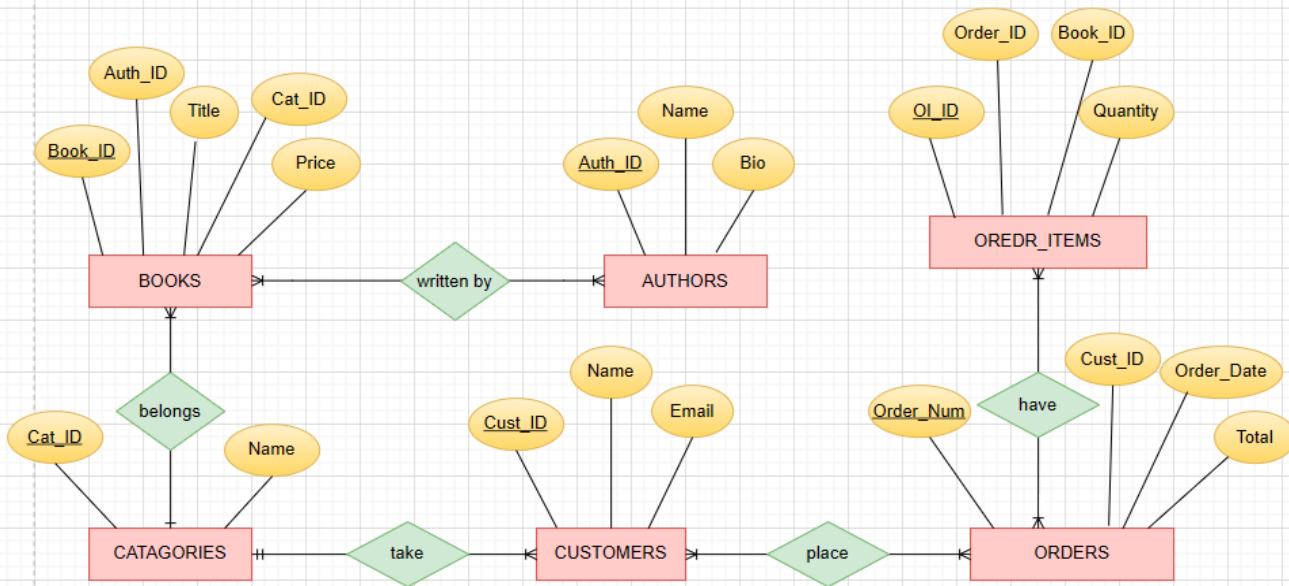 Order_ID
Book_ID
Auth_ID
Title
Cat_ID
Name
OI_ID
Quantity
Book_ID
Price
Auth_ID
Bio
OREDR_ITEMS
BOOKS
written by
AUTHORS
Name
Cust_ID
Order_Date
belongs
Cust_ID
Email
Order_Num
have
Cat_ID
Name
Total
CATAGORIES
take
CUSTOMERS
place
ORDERS